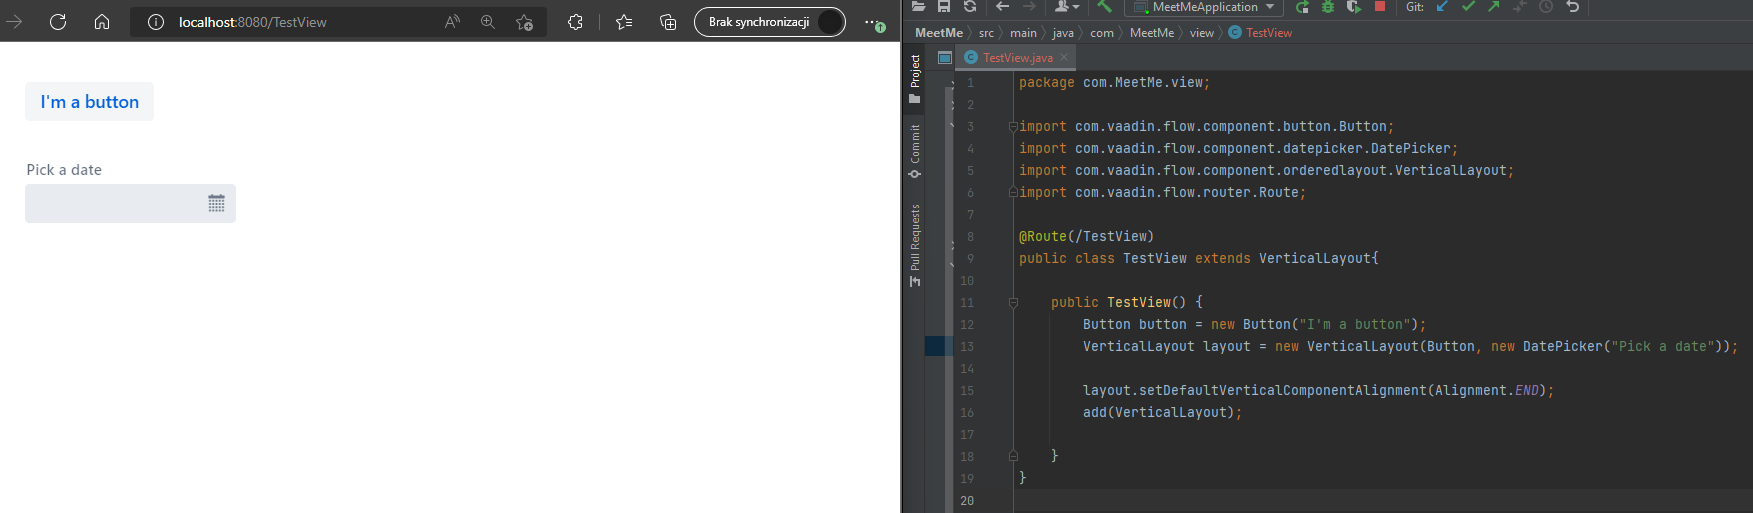 localhost:8080/TestView
Brak synchronizacji
I'm a button
Pick a date
MeetMeApplication
Git:
MeetMe
src
main
java
com
MeetMe
view
TestView
Project
Commit
Pull Requests
TestView.java
1 package com.MeetMe.view;
2
3 import com.vaadin.flow.component.button.Button;
4 import com.vaadin.flow.component.datepicker.DatePicker;
5 import com.vaadin.flow.component.orderedlayout.VerticalLayout;
6 import com.vaadin.flow.router.Route;
7
8 @Route(/TestView)
9 public class TestView extends VerticalLayout{
10
11 public TestView() {
12 Button button = new Button("I'm a button");
13 VerticalLayout layout = new VerticalLayout(Button, new DatePicker("Pick a date"));
14
15 layout.setDefaultVerticalComponentAlignment(Alignment.END);
16 add(VerticalLayout);
17
18 }
19 }
20